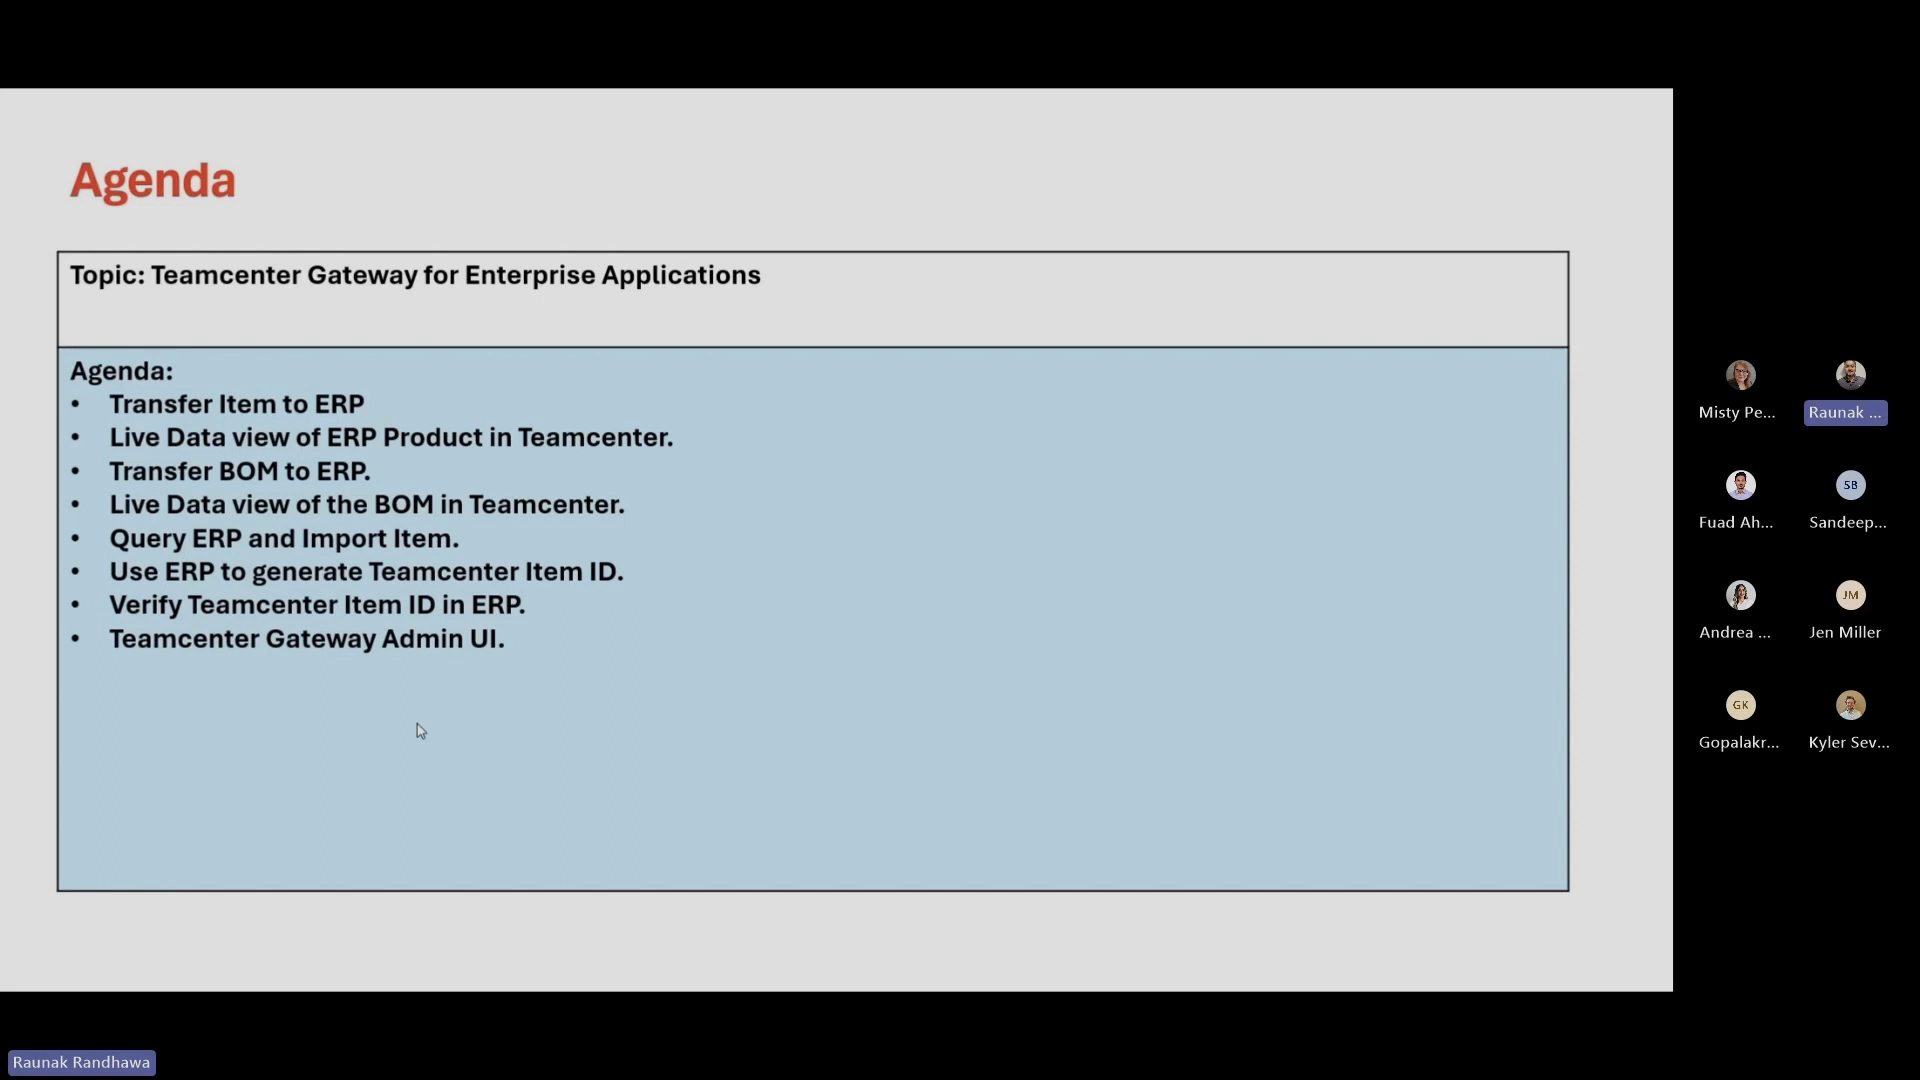 Agenda
Topic: Teamcenter Gateway for Enterprise Applications
Agenda:
• Transfer Item to ERP
• Live Data view of ERP Product in Teamcenter.
• Transfer BOM to ERP.
• Live Data view of the BOM in Teamcenter.
• Query ERP and Import Item.
• Use ERP to generate Teamcenter Item ID.
• Verify Teamcenter Item ID in ERP.
• Teamcenter Gateway Admin UI.
Misty Pe...
Raunak ...
Fuad Ah...
SB
Sandeep...
Andrea ...
JM
Jen Miller
GK
Gopalakr...
Kyler Sev...
Raunak Randhawa